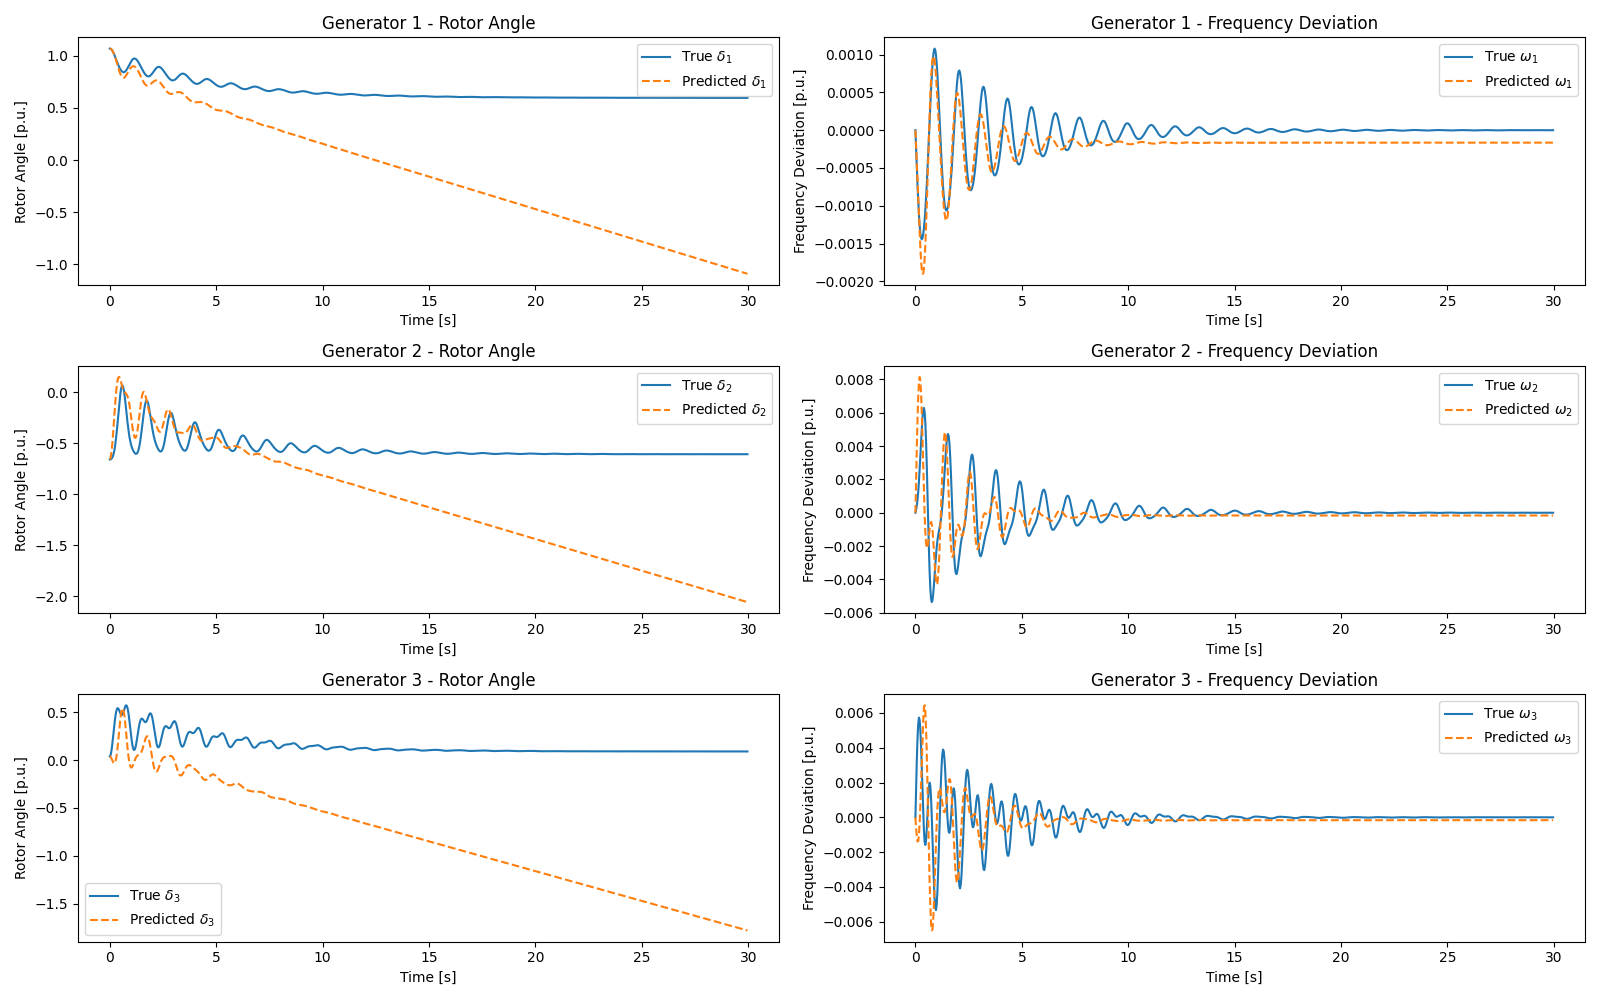 Generator 1 - Rotor Angle
Rotor Angle [p.u.]
1.0
0.5
0.0
−0.5
−1.0
True δ1
Predicted δ1
0 5 10 15 20 25 30
Time [s]
Generator 1 - Frequency Deviation
Frequency Deviation [p.u.]
0.0010
0.0005
0.0000
−0.0005
−0.0010
−0.0015
−0.0020
True ω1
Predicted ω1
0 5 10 15 20 25 30
Time [s]
Generator 2 - Rotor Angle
Rotor Angle [p.u.]
0.0
−0.5
−1.0
−1.5
−2.0
True δ2
Predicted δ2
0 5 10 15 20 25 30
Time [s]
Generator 2 - Frequency Deviation
Frequency Deviation [p.u.]
0.008
0.006
0.004
0.002
0.000
−0.002
−0.004
−0.006
True ω2
Predicted ω2
0 5 10 15 20 25 30
Time [s]
Generator 3 - Rotor Angle
Rotor Angle [p.u.]
0.5
0.0
−0.5
−1.0
−1.5
True δ3
Predicted δ3
0 5 10 15 20 25 30
Time [s]
Generator 3 - Frequency Deviation
Frequency Deviation [p.u.]
0.006
0.004
0.002
0.000
−0.002
−0.004
−0.006
True ω3
Predicted ω3
0 5 10 15 20 25 30
Time [s]